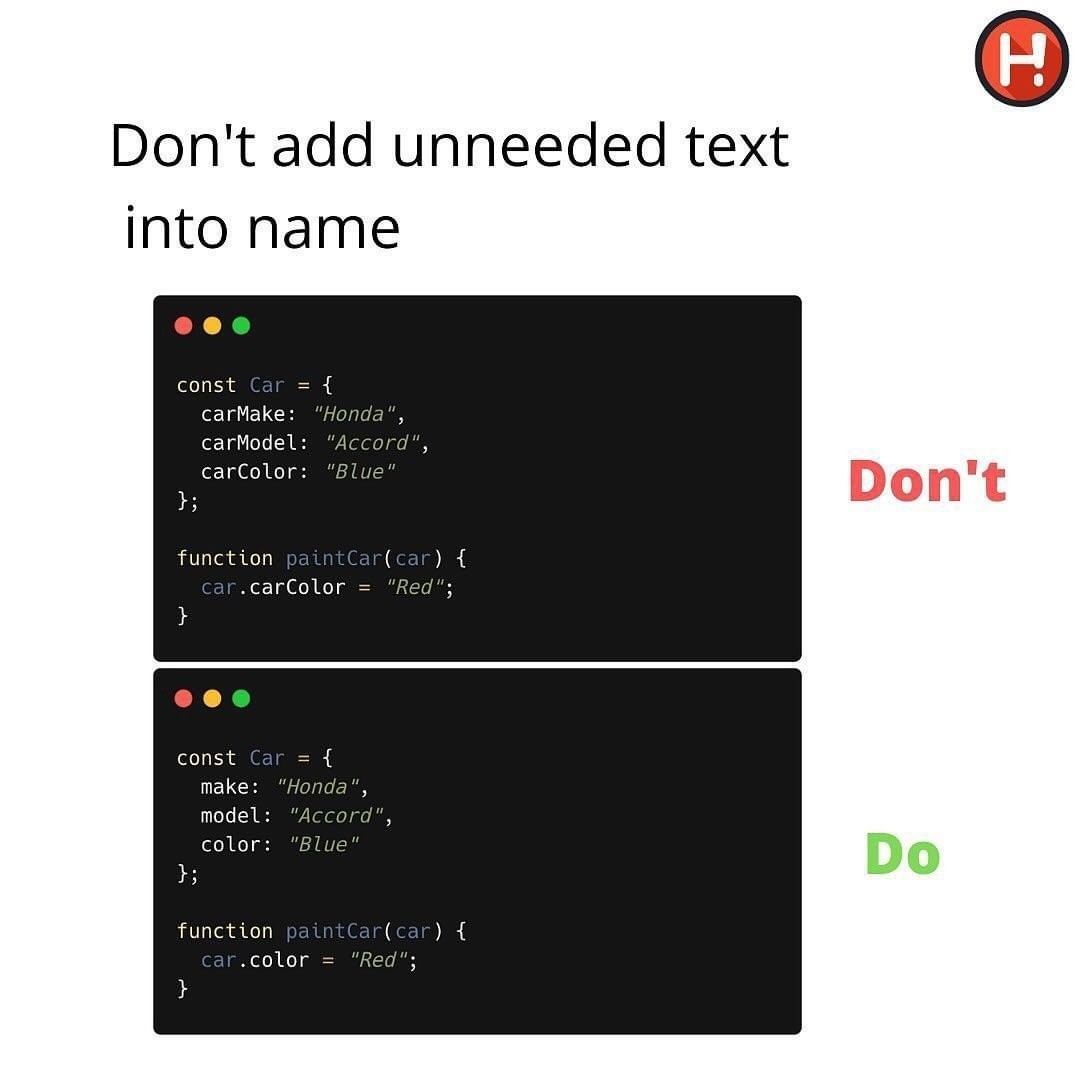 H!
Don't add unneeded text
into name
const Car = {
  carMake: "Honda",
  carModel: "Accord",
  carColor: "Blue"
};
function paintCar(car) {
  car.carColor = "Red";
}
Don't
const Car = {
  make: "Honda",
  model: "Accord",
  color: "Blue"
};
function paintCar(car) {
  car.color = "Red";
}
Do